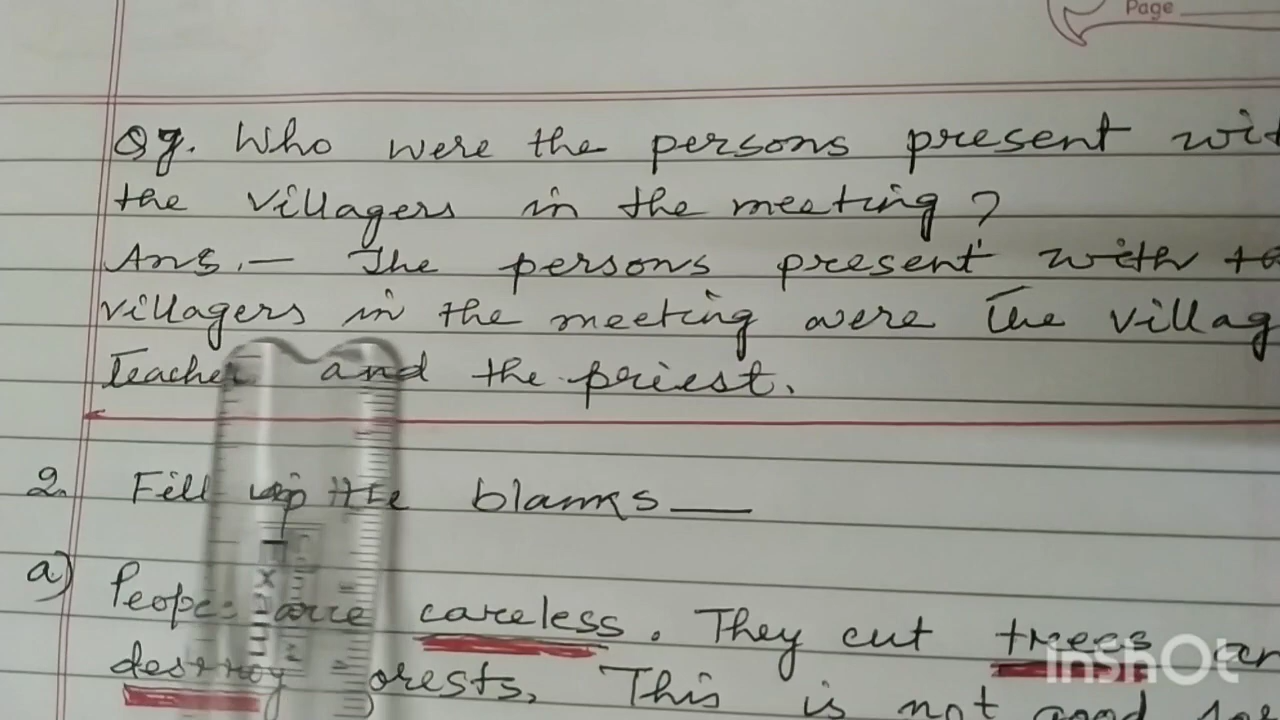 Page
Q g. Who were the persons present wit
the villagers in the meeting?
Ans. — The persons present with
villagers in the meeting were The villag
Teacher and the priest.
2. Fill up the blanks —
a) People are careless. They cut trees
destroy forests, This is not good for
InShOt